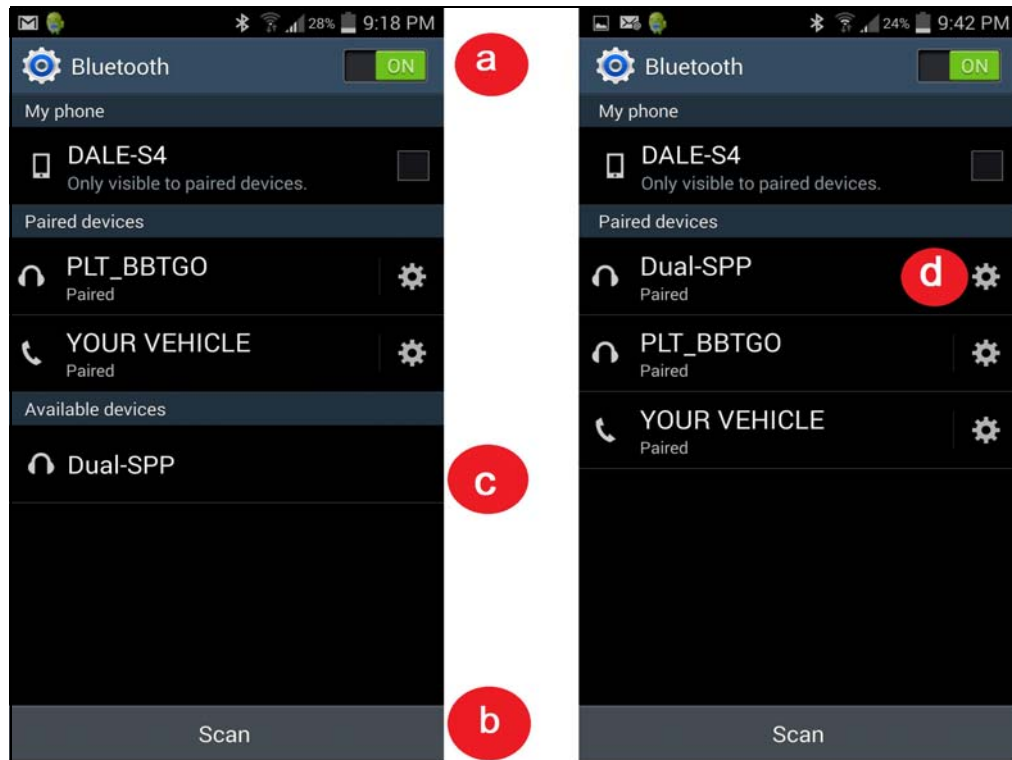 28% 9:18 PM
Bluetooth ON
a
My phone
DALE-S4
Only visible to paired devices.
Paired devices
PLT_BBTGO
Paired
YOUR VEHICLE
Paired
Available devices
Dual-SPP
c
Scan
b
24% 9:42 PM
Bluetooth ON
My phone
DALE-S4
Only visible to paired devices.
Paired devices
Dual-SPP
d
Paired
PLT_BBTGO
Paired
YOUR VEHICLE
Paired
Scan